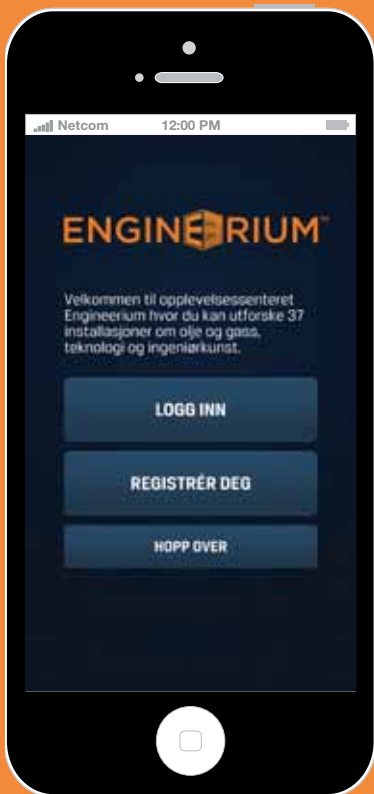 Netcom 12:00 PM
ENGINEERIUM™
Velkommen til opplevelsessenteret
Engineerium hvor du kan utforske 37
installasjoner om olje og gass,
teknologi og ingeniørkunst.
LOGG INN
REGISTRÉR DEG
HOPP OVER